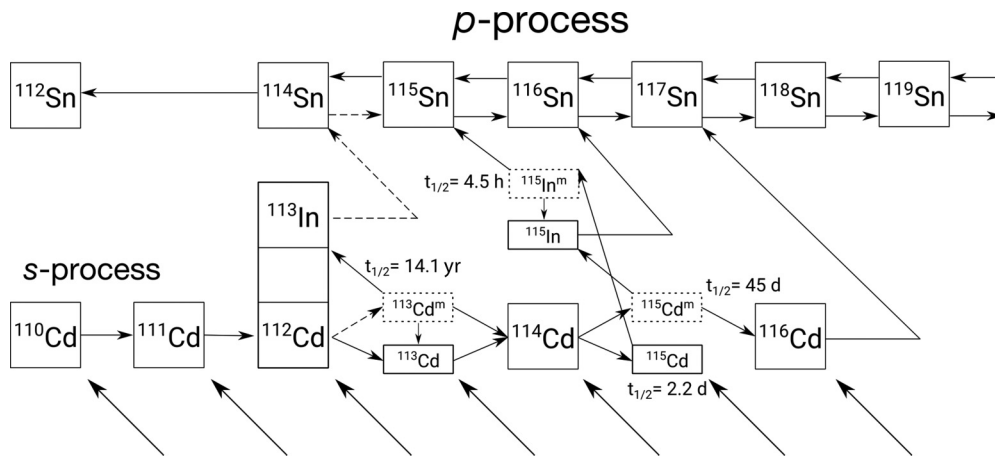 p-process
¹¹²Sn ¹¹⁴Sn ¹¹⁵Sn ¹¹⁶Sn ¹¹⁷Sn ¹¹⁸Sn ¹¹⁹Sn
t₁/₂= 4.5 h ¹¹⁵Inᵐ
¹¹³In
¹¹⁵In
s-process
t₁/₂= 14.1 yr
t₁/₂= 45 d
¹¹³Cdᵐ ¹¹⁵Cdᵐ
¹¹⁰Cd ¹¹¹Cd ¹¹²Cd ¹¹⁴Cd ¹¹⁶Cd
¹¹³Cd ¹¹⁵Cd
t₁/₂= 2.2 d